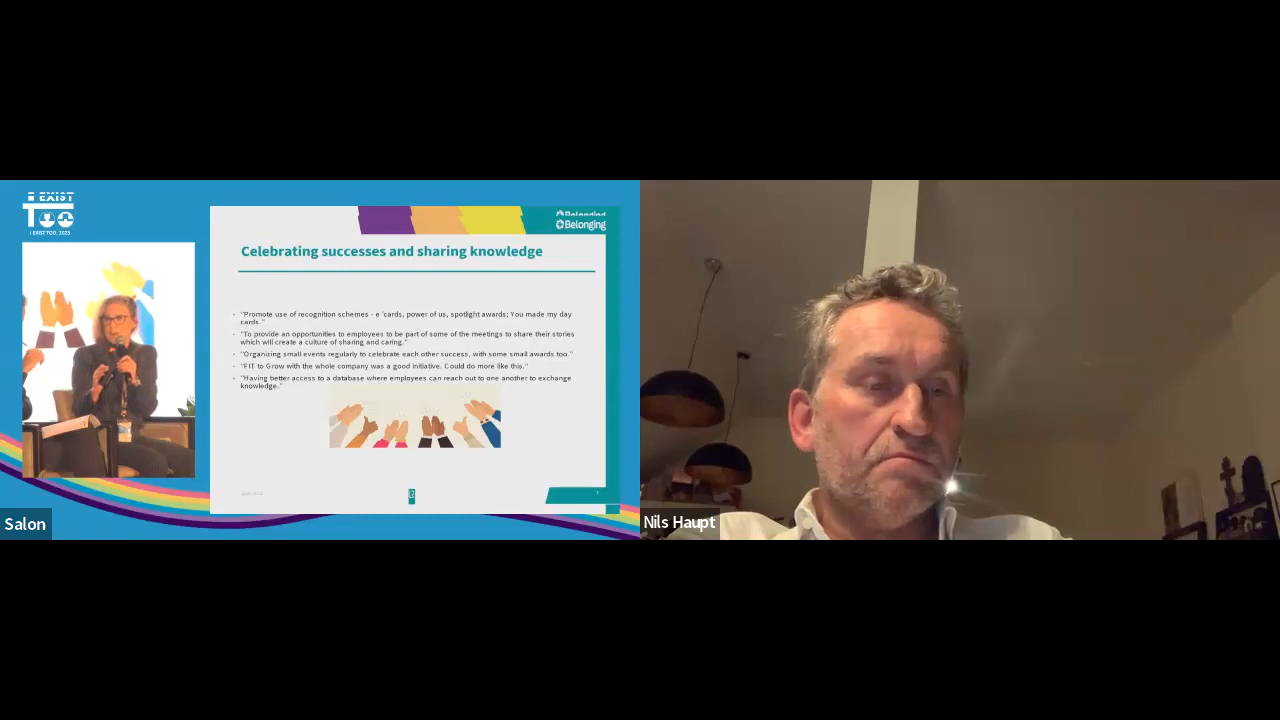 I EXIST
TOO
I EXIST TOO, 2023
Belonging
Belonging
Celebrating successes and sharing knowledge
- "Promote use of recognition schemes - e 'cards, power of us, spotlight awards; You made my day
cards."
- "To provide an opportunities to employees to be part of some of the meetings to share their stories
which will create a culture of sharing and caring."
- "Organizing small events regularly to celebrate each other success, with some small awards too."
- "FIT to Grow with the whole company was a good initiative. Could do more like this."
- "Having better access to a database where employees can reach out to one another to exchange
knowledge."
Salon
Nils Haupt